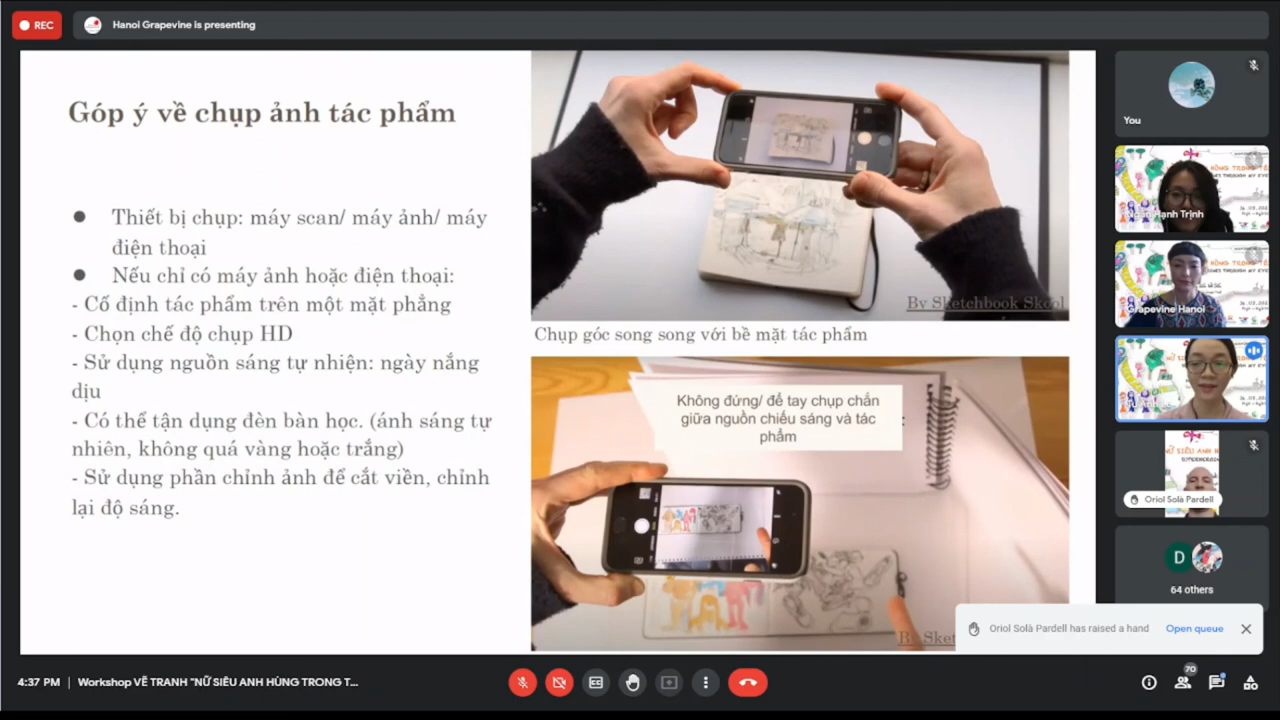 REC
Hanoi Grapevine is presenting
Góp ý về chụp ảnh tác phẩm
● Thiết bị chụp: máy scan/ máy ảnh/ máy
điện thoại
● Nếu chỉ có máy ảnh hoặc điện thoại:
- Cố định tác phẩm trên một mặt phẳng
- Chọn chế độ chụp HD
- Sử dụng nguồn sáng tự nhiện: ngày nắng
dịu
- Có thể tận dụng đèn bàn học. (ánh sáng tự
nhiên, không quá vàng hoặc trắng)
- Sử dụng phần chỉnh ảnh để cắt viền, chỉnh
lại độ sáng.
By Sketchbook Skool
Chụp góc song song với bề mặt tác phẩm
Không đứng/ để tay chụp chắn
giữa nguồn chiếu sáng và tác
phẩm
By Sket
You
Hạnh Trịnh
Grapevine Hanoi
Oriol Solà Pardell
D
64 others
Oriol Solà Pardell has raised a hand
Open queue
4:37 PM | Workshop VẼ TRANH "NỮ SIÊU ANH HÙNG TRONG T...
70